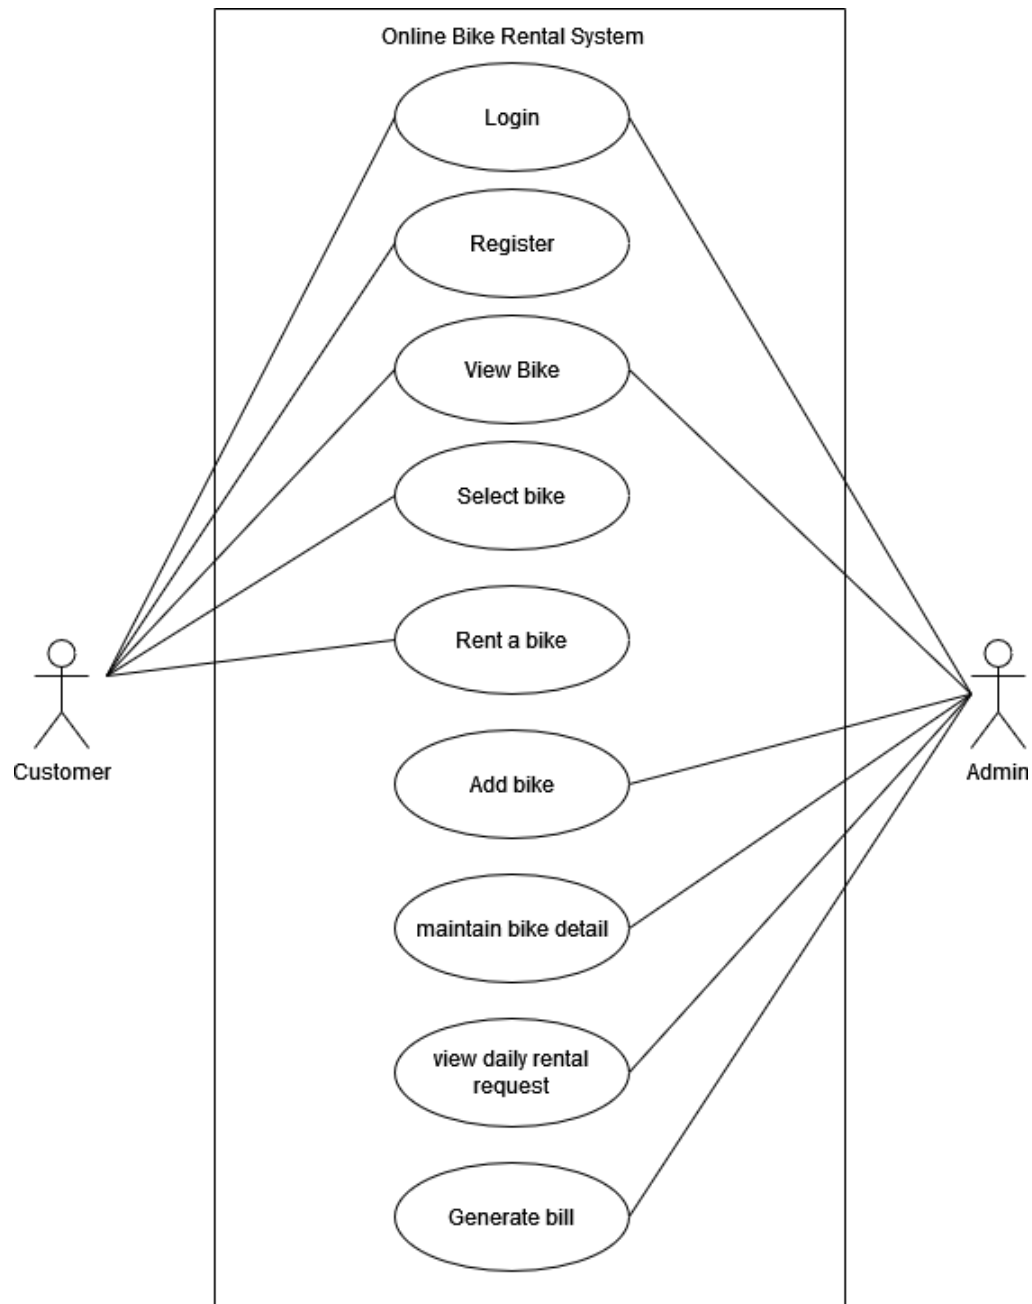 Online Bike Rental System
Login
Register
View Bike
Select bike
Rent a bike
Customer
Admin
Add bike
maintain bike detail
view daily rental
request
Generate bill